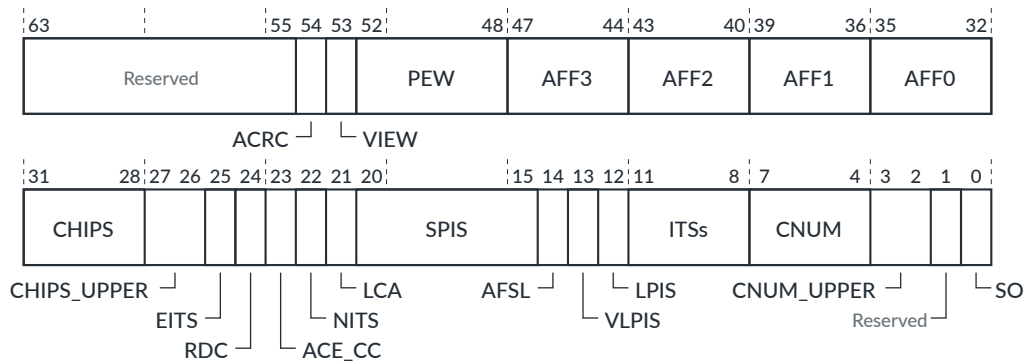 63 55 54 53 52 48 47 44 43 40 39 36 35 32
Reserved PEW AFF3 AFF2 AFF1 AFF0
ACRC VIEW
31 28 27 26 25 24 23 22 21 20 15 14 13 12 11 8 7 4 3 2 1 0
CHIPS SPIS ITSs CNUM
CHIPS_UPPER LCA AFSL LPIS CNUM_UPPER SO
EITS NITS VLPIS Reserved
RDC ACE_CC